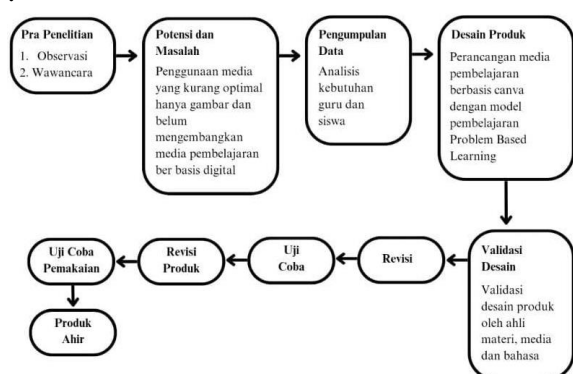 Pra Penelitian
1. Observasi
2. Wawancara
Potensi dan
Masalah
Penggunaan media
yang kurang optimal
hanya gambar dan
belum
mengembangkan
media pembelajaran
ber basis digital
Pengumpulan
Data
Analisis
kebutuhan
guru dan
siswa
Desain Produk
Perancangan media
pembelajaran
berbasis canva
dengan model
pembelajaran
Problem Based
Learning
Validasi
Desain
Validasi
desain produk
oleh ahli
materi, media
dan bahasa
Revisi
Uji
Coba
Revisi
Produk
Uji Coba
Pemakaian
Produk
Ahir